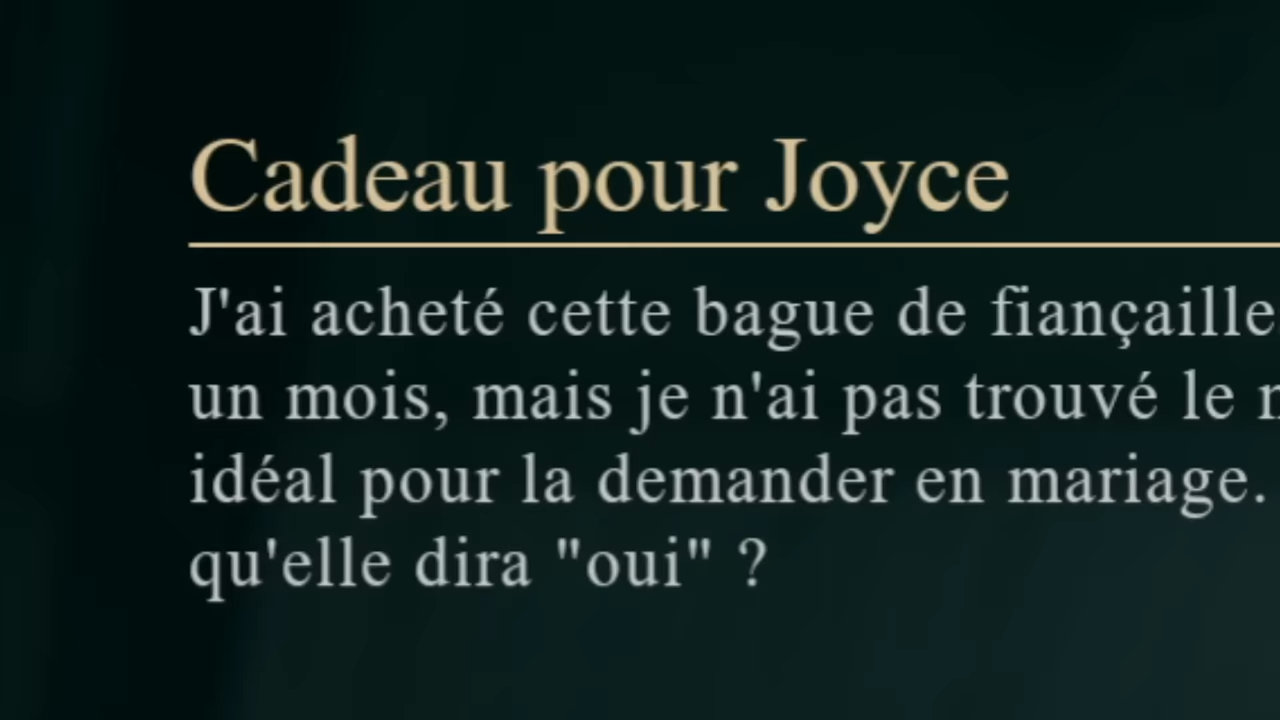 Cadeau pour Joyce
J'ai acheté cette bague de fiançaille
un mois, mais je n'ai pas trouvé le
idéal pour la demander en mariage.
qu'elle dira "oui" ?